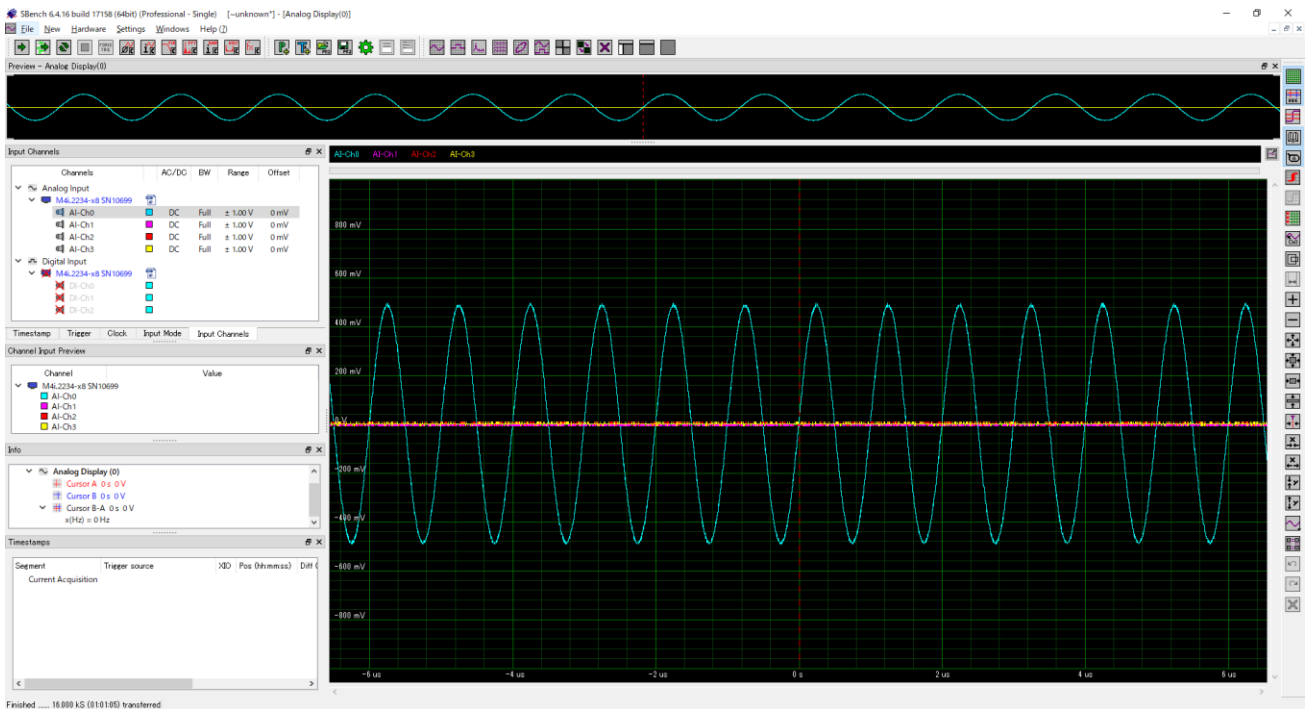 SBench 6.4.16 build 17158 (64bit) (Professional - Single) [~unknown*] - [Analog Display(0)]
File New Hardware Settings Windows Help (?)
Preview - Analog Display(0)
Input Channels
Channels AC/DC BW Range Offset
Analog Input
M4i.2234-x8 SN10699
AI-Ch0 DC Full ± 1.00 V 0 mV
AI-Ch1 DC Full ± 1.00 V 0 mV
AI-Ch2 DC Full ± 1.00 V 0 mV
AI-Ch3 DC Full ± 1.00 V 0 mV
Digital Input
M4i.2234-x8 SN10699
DI-Ch0
DI-Ch1
DI-Ch2
Timestamp Trigger Clock Input Mode Input Channels
Channel Input Preview
Channel Value
M4i.2234-x8 SN10699
AI-Ch0
AI-Ch1
AI-Ch2
AI-Ch3
Info
Analog Display (0)
Cursor A 0 s 0 V
Cursor B 0 s 0 V
Cursor B-A 0 s 0 V
x(Hz) = 0 Hz
Timestamps
Segment Trigger source XIO Pos (hh:mm:ss) Diff (
Current Acquisition
AI-Ch0 AI-Ch1 AI-Ch2 AI-Ch3
800 mV
600 mV
400 mV
200 mV
0 V
-200 mV
-400 mV
-600 mV
-800 mV
-6 us -4 us -2 us 0 s 2 us 4 us 6 us
Finished ..... 16.000 kS (01:01:05) transferred